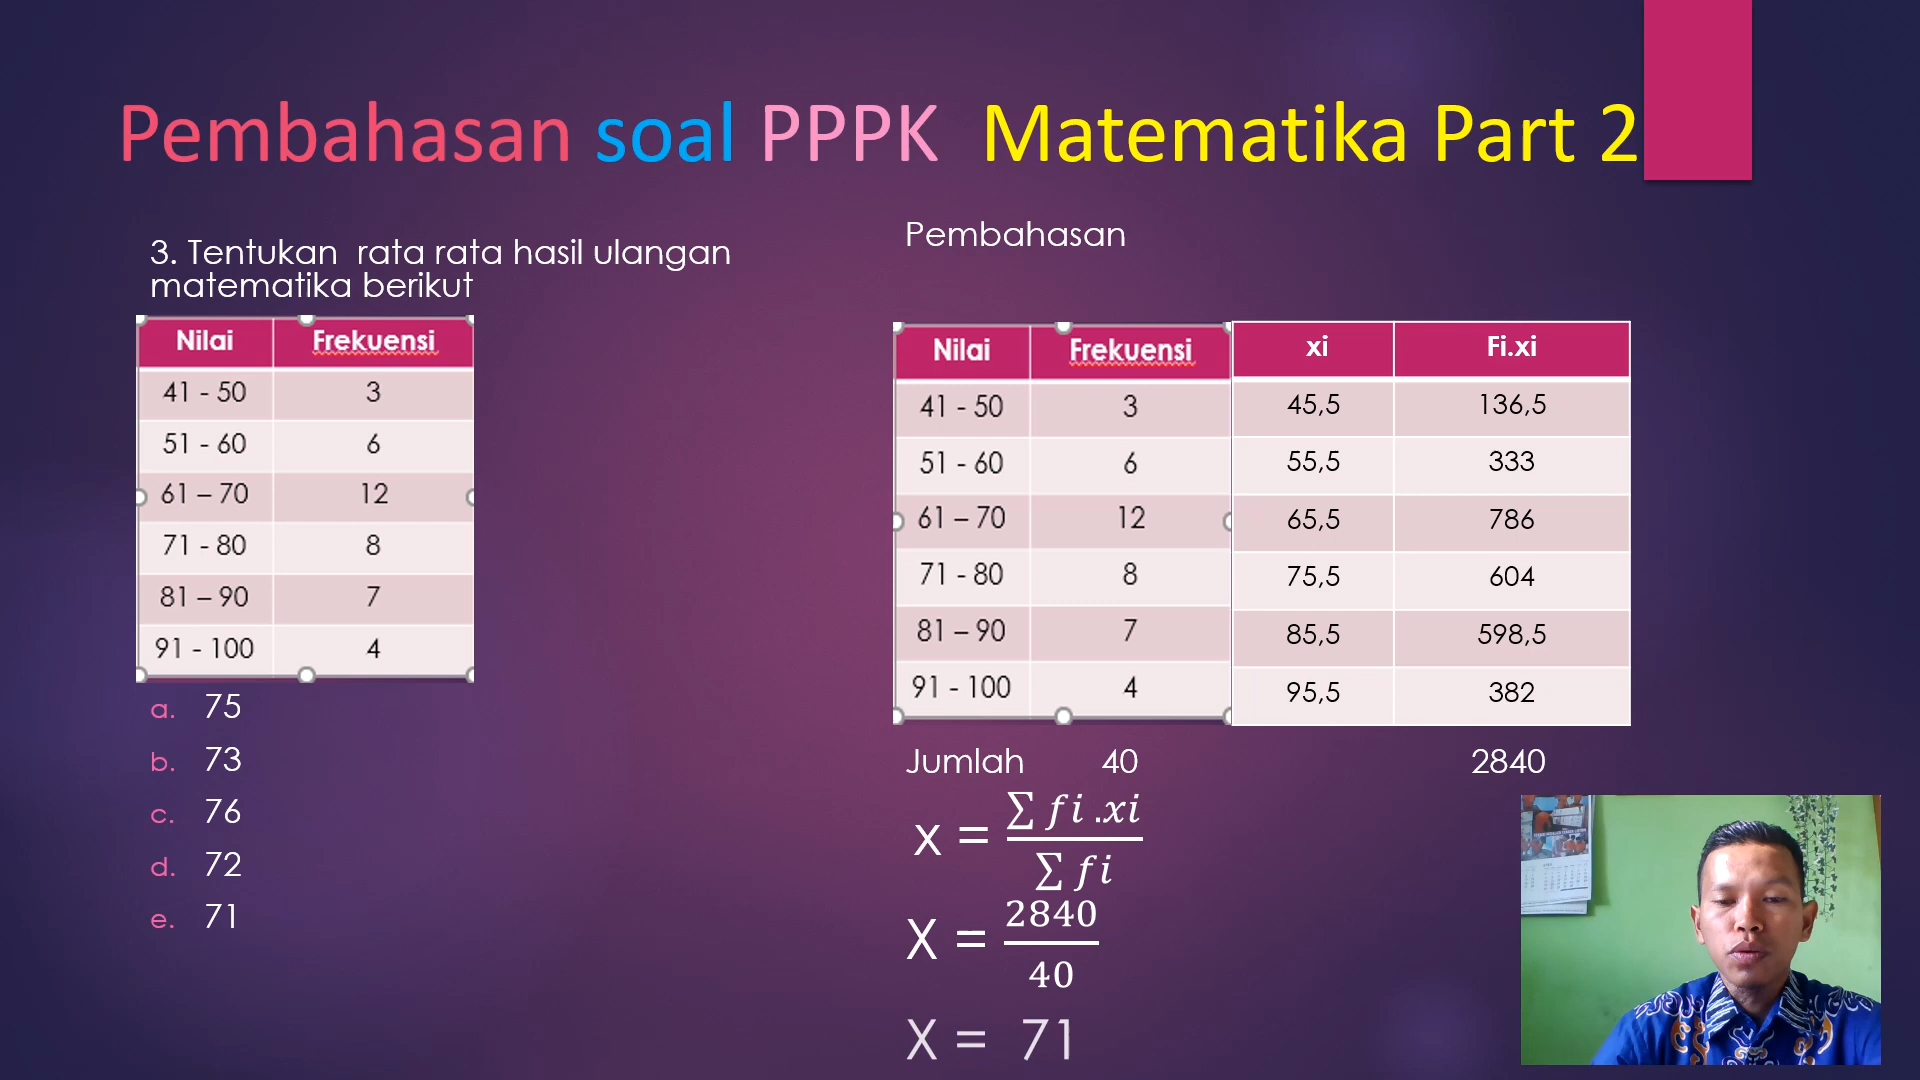 Pembahasan soal PPPK Matematika Part 2
3. Tentukan rata rata hasil ulangan
matematika berikut
Nilai Frekuensi
41 - 50 3
51 - 60 6
61 – 70 12
71 - 80 8
81 – 90 7
91 - 100 4
a. 75
b. 73
c. 76
d. 72
e. 71
Pembahasan
Nilai Frekuensi xi Fi.xi
41 - 50 3 45,5 136,5
51 - 60 6 55,5 333
61 – 70 12 65,5 786
71 - 80 8 75,5 604
81 – 90 7 85,5 598,5
91 - 100 4 95,5 382
Jumlah 40 2840
x = ∑ fi .xi / ∑ fi
X = 2840 / 40
X = 71